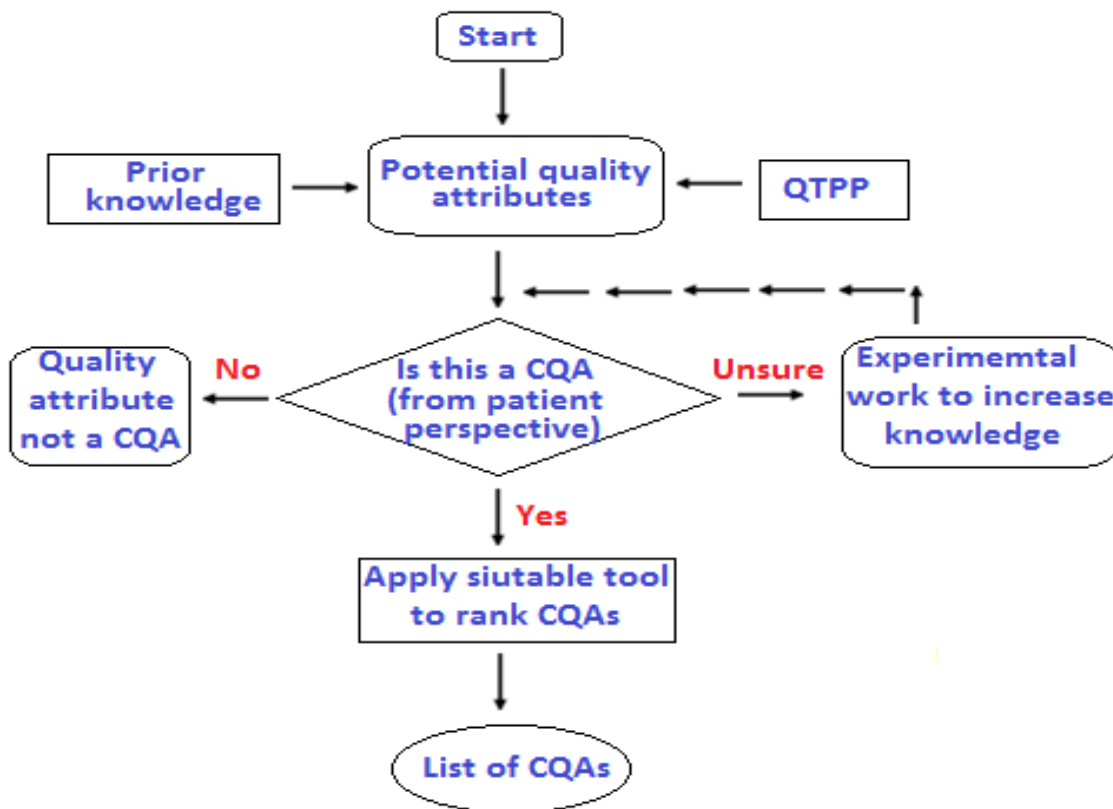 Start
Prior
knowledge
Potential quality
attributes
QTPP
Quality
attribute
not a CQA
No
Is this a CQA
(from patient
perspective)
Unsure
Experimemtal
work to increase
knowledge
Yes
Apply siutable tool
to rank CQAs
List of CQAs